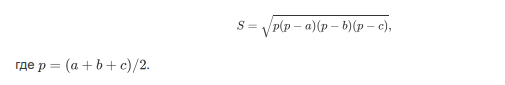 S = √p(p − a)(p − b)(p − c),
где p = (a + b + c)/2.